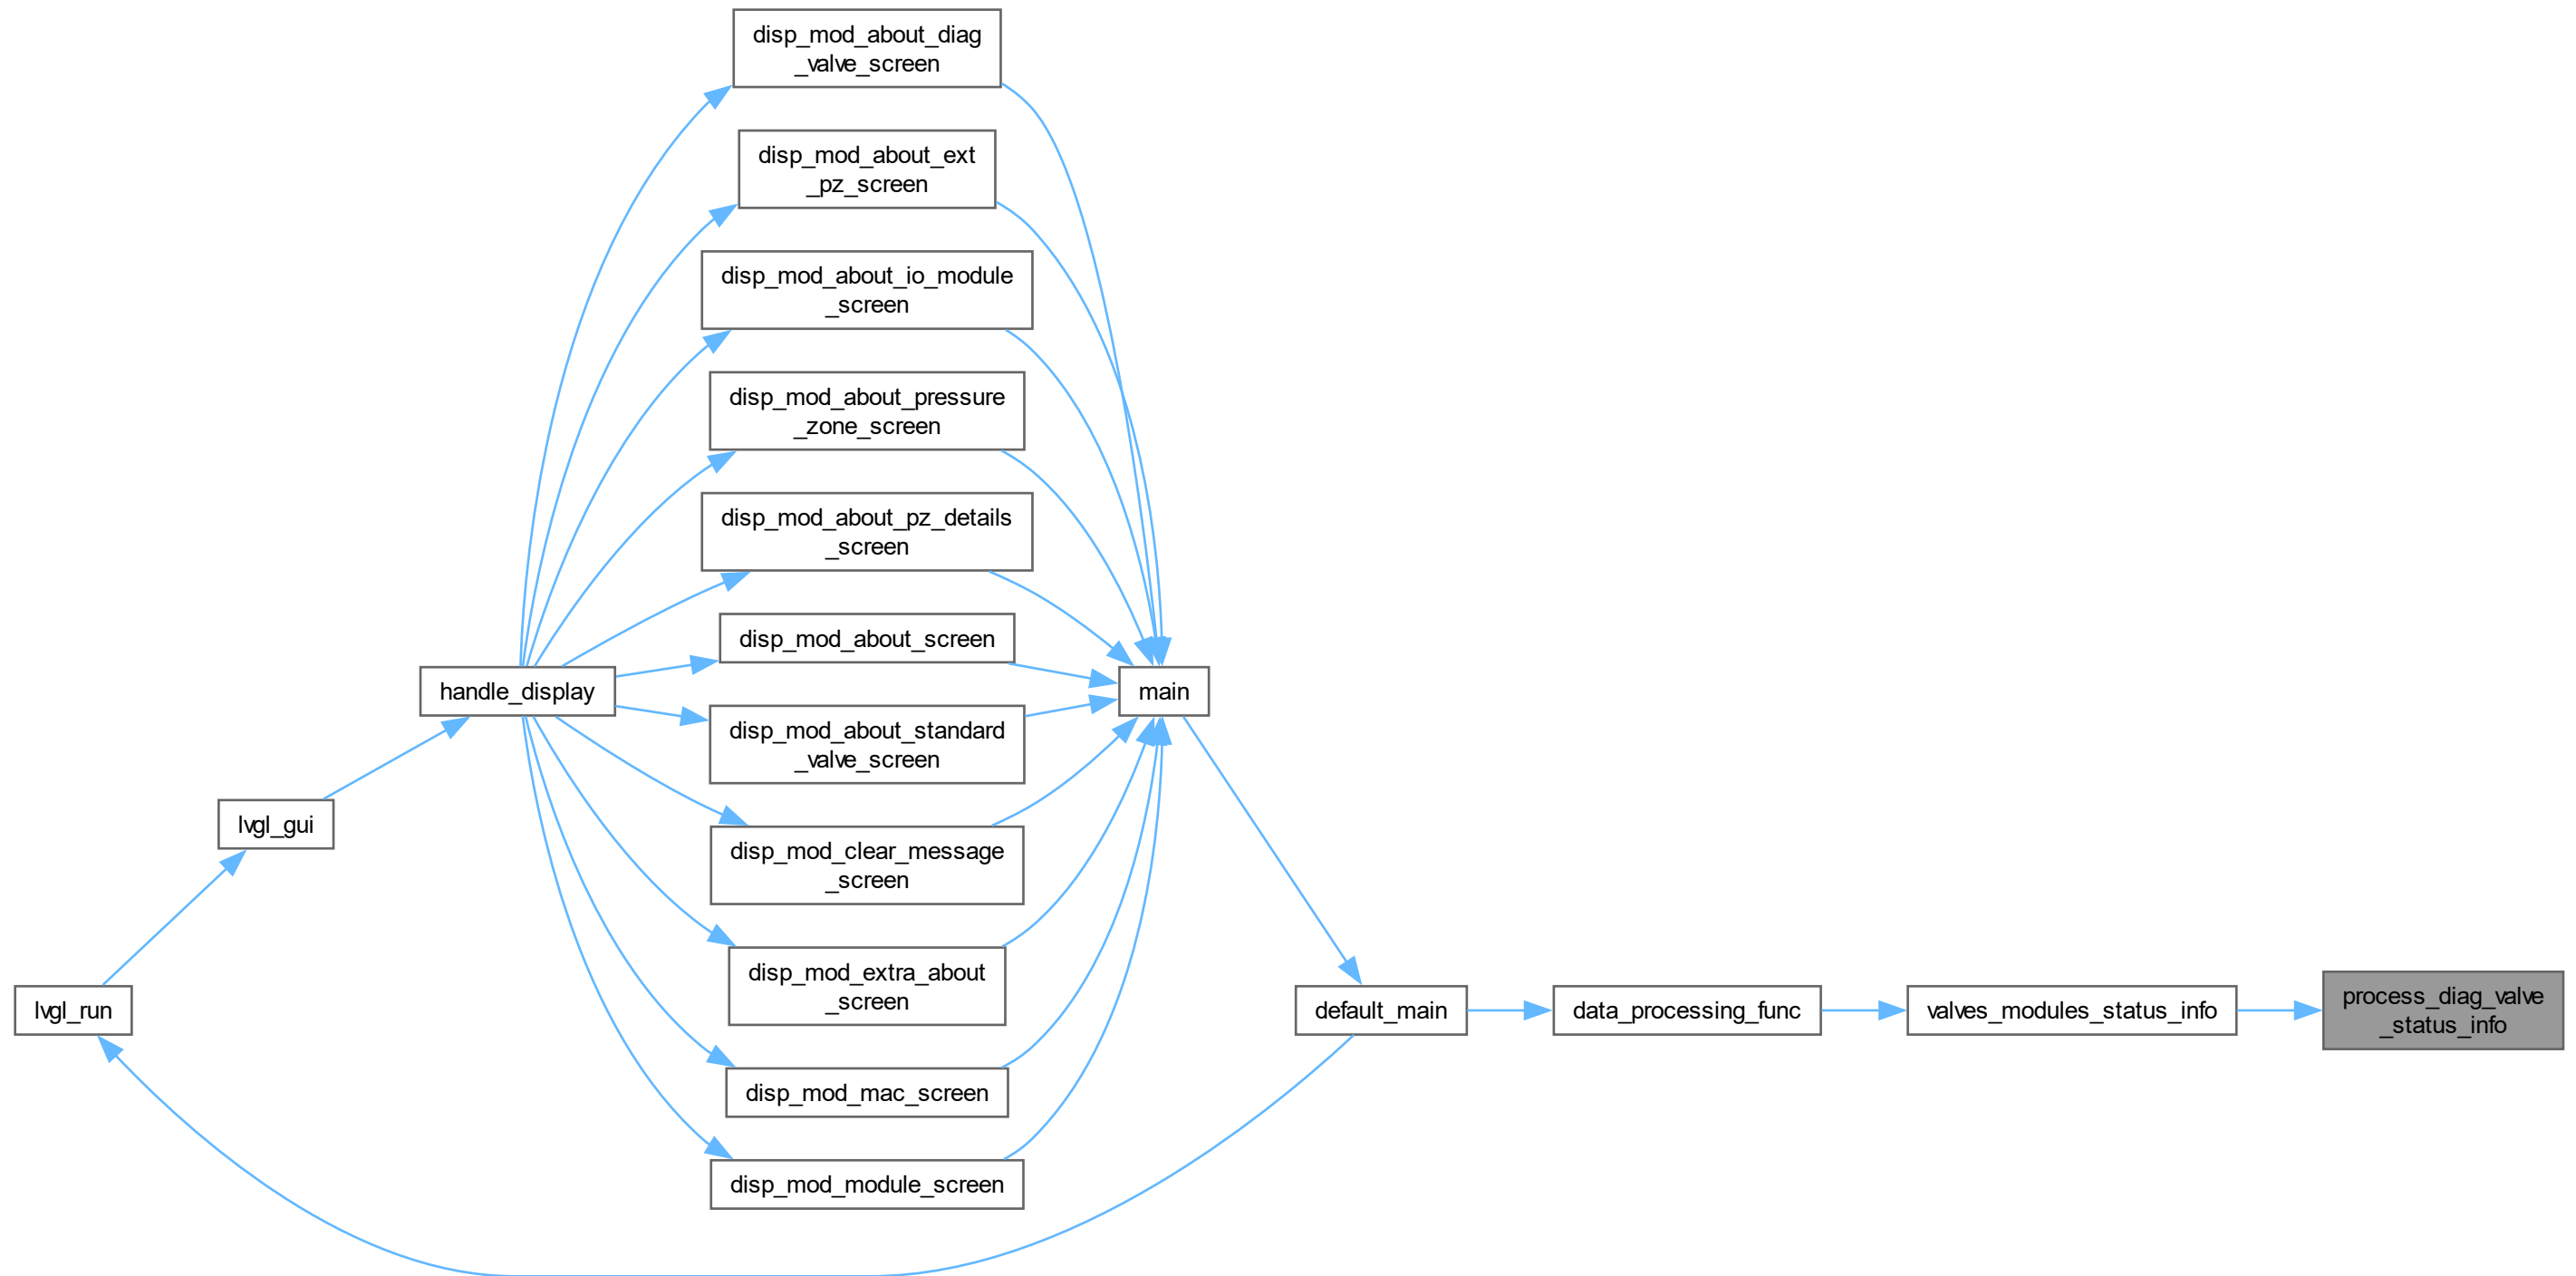 disp_mod_about_diag
_valve_screen
disp_mod_about_ext
_pz_screen
disp_mod_about_io_module
_screen
disp_mod_about_pressure
_zone_screen
disp_mod_about_pz_details
_screen
disp_mod_about_screen
handle_display
main
disp_mod_about_standard
_valve_screen
lvgl_gui
disp_mod_clear_message
_screen
disp_mod_extra_about
_screen
lvgl_run
default_main
data_processing_func
valves_modules_status_info
process_diag_valve
_status_info
disp_mod_mac_screen
disp_mod_module_screen